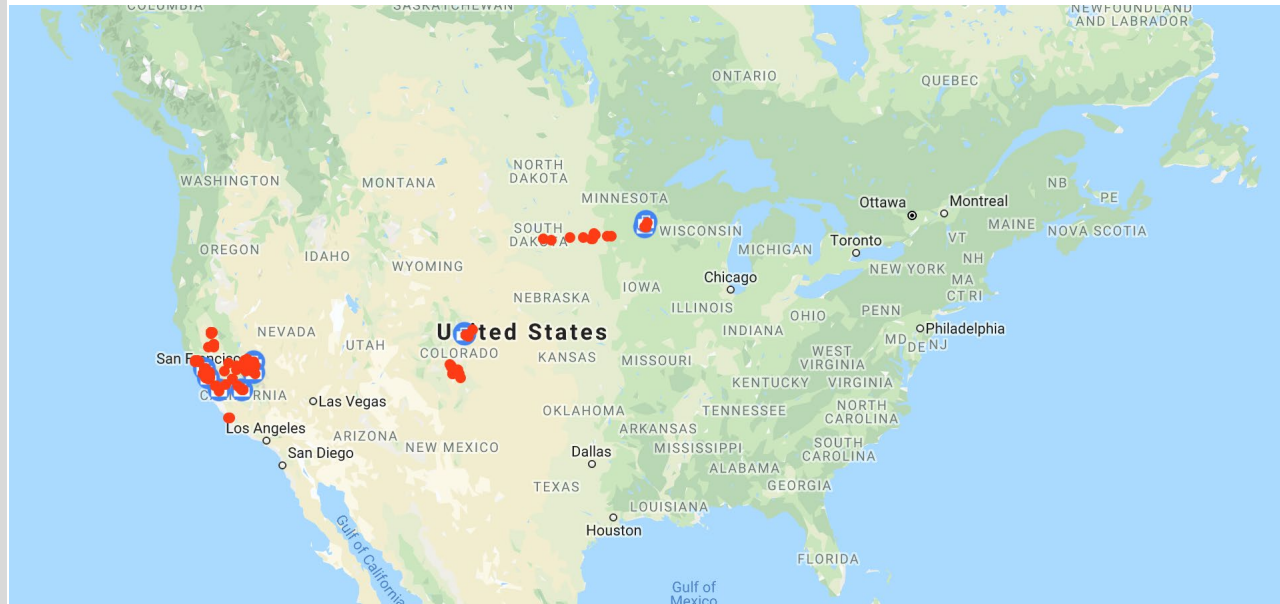 COLUMBIA
SASKATCHEWAN
NEWFOUNDLAND
AND LABRADOR
ONTARIO
QUEBEC
WASHINGTON
MONTANA
NORTH
DAKOTA
MINNESOTA
NB
PE
Ottawa
Montreal
MAINE
NOVA SCOTIA
OREGON
IDAHO
SOUTH
DAKOTA
WISCONSIN
MICHIGAN
Toronto
VT
NH
WYOMING
NEW YORK
MA
CT RI
Chicago
IOWA
NEBRASKA
ILLINOIS
OHIO
PENN
NEVADA
United States
INDIANA
Philadelphia
MD
DE
NJ
UTAH
COLORADO
KANSAS
MISSOURI
WEST
VIRGINIA
San Francisco
KENTUCKY
VIRGINIA
CALIFORNIA
Las Vegas
OKLAHOMA
TENNESSEE
NORTH
CAROLINA
Los Angeles
ARIZONA
NEW MEXICO
ARKANSAS
MISSISSIPPI
SOUTH
CAROLINA
San Diego
Dallas
ALABAMA
TEXAS
GEORGIA
LOUISIANA
Houston
Gulf of California
FLORIDA
Gulf of
Mexico